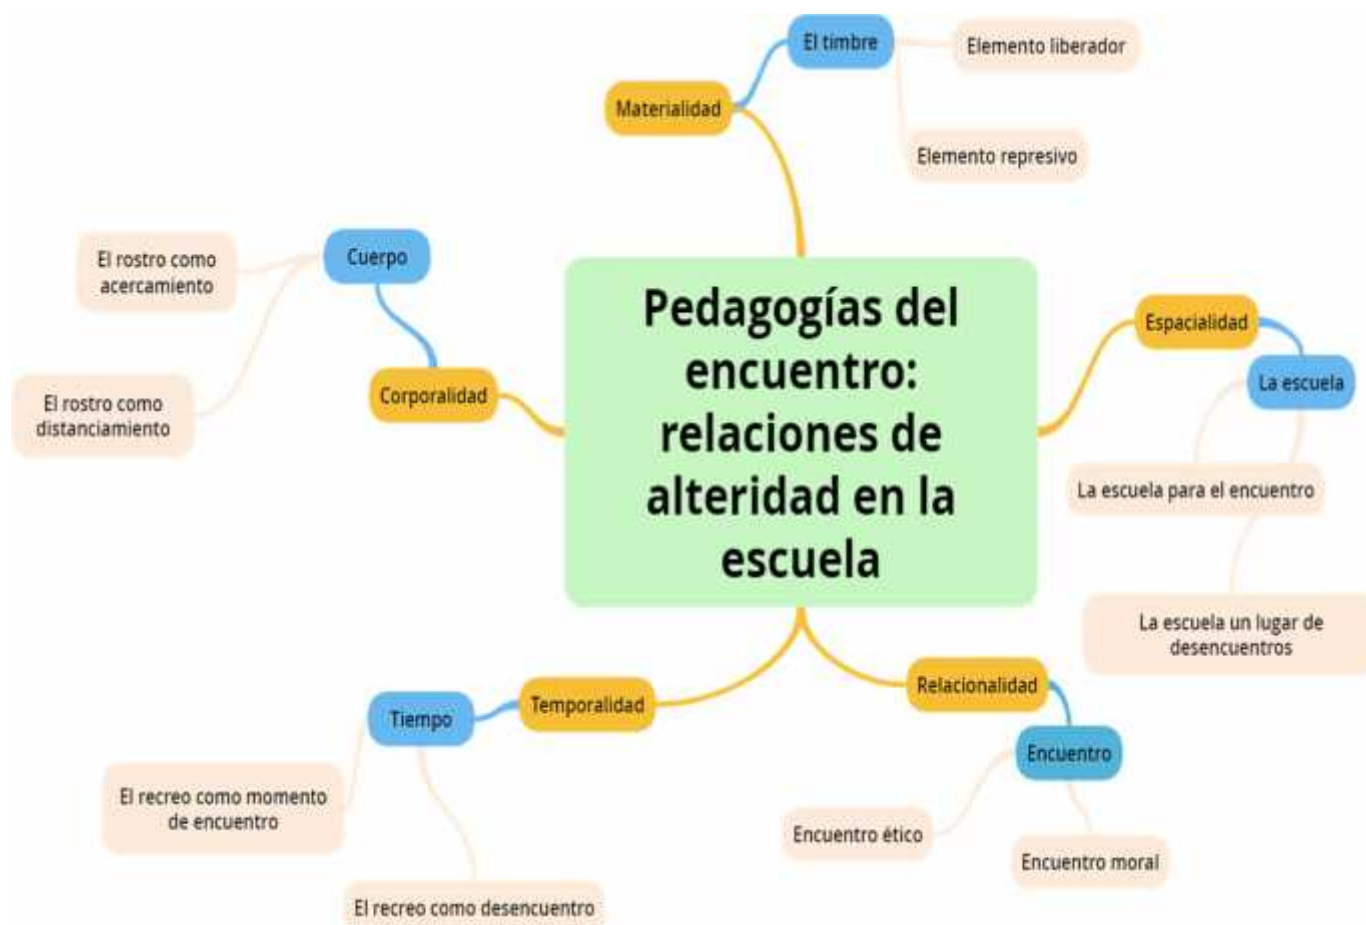 El timbre
Elemento liberador
Materialidad
Elemento represivo
Cuerpo
El rostro como
acercamiento
Corporalidad
El rostro como
distanciamiento
Pedagogías del
encuentro:
relaciones de
alteridad en la
escuela
Espacialidad
La escuela
La escuela para el encuentro
La escuela un lugar de
desencuentros
Relacionalidad
Encuentro
Encuentro ético
Encuentro moral
Temporalidad
Tiempo
El recreo como momento
de encuentro
El recreo como desencuentro